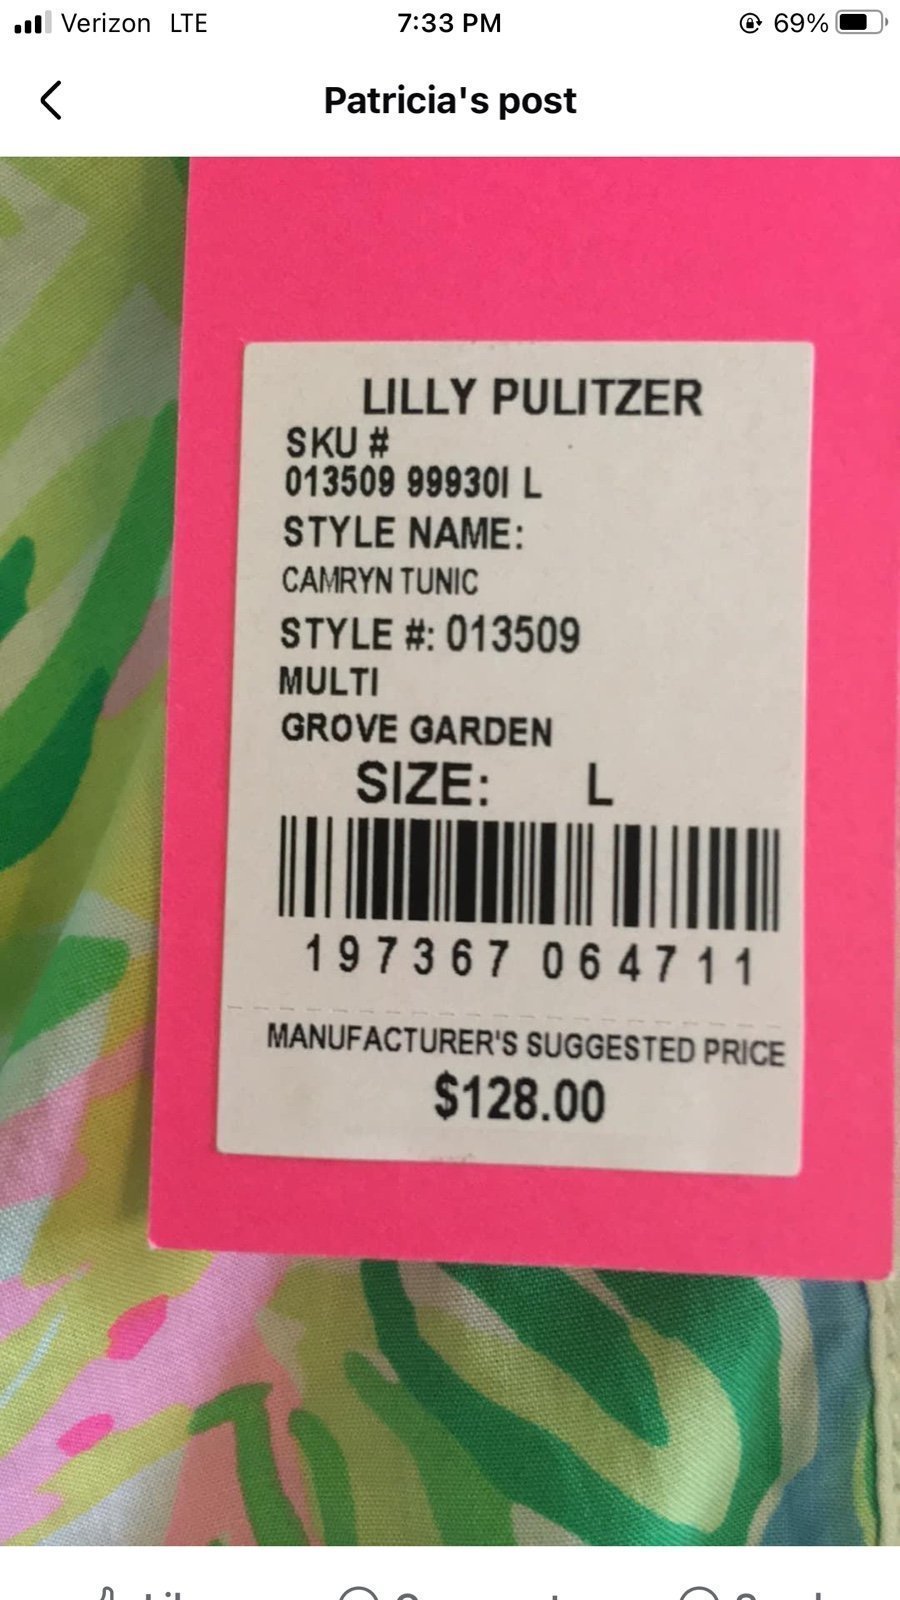 Verizon LTE 7:33 PM 69%
Patricia's post
LILLY PULITZER
SKU #
013509 99930I L
STYLE NAME:
CAMRYN TUNIC
STYLE #: 013509
MULTI
GROVE GARDEN
SIZE: L
197367 064711
MANUFACTURER'S SUGGESTED PRICE
$128.00